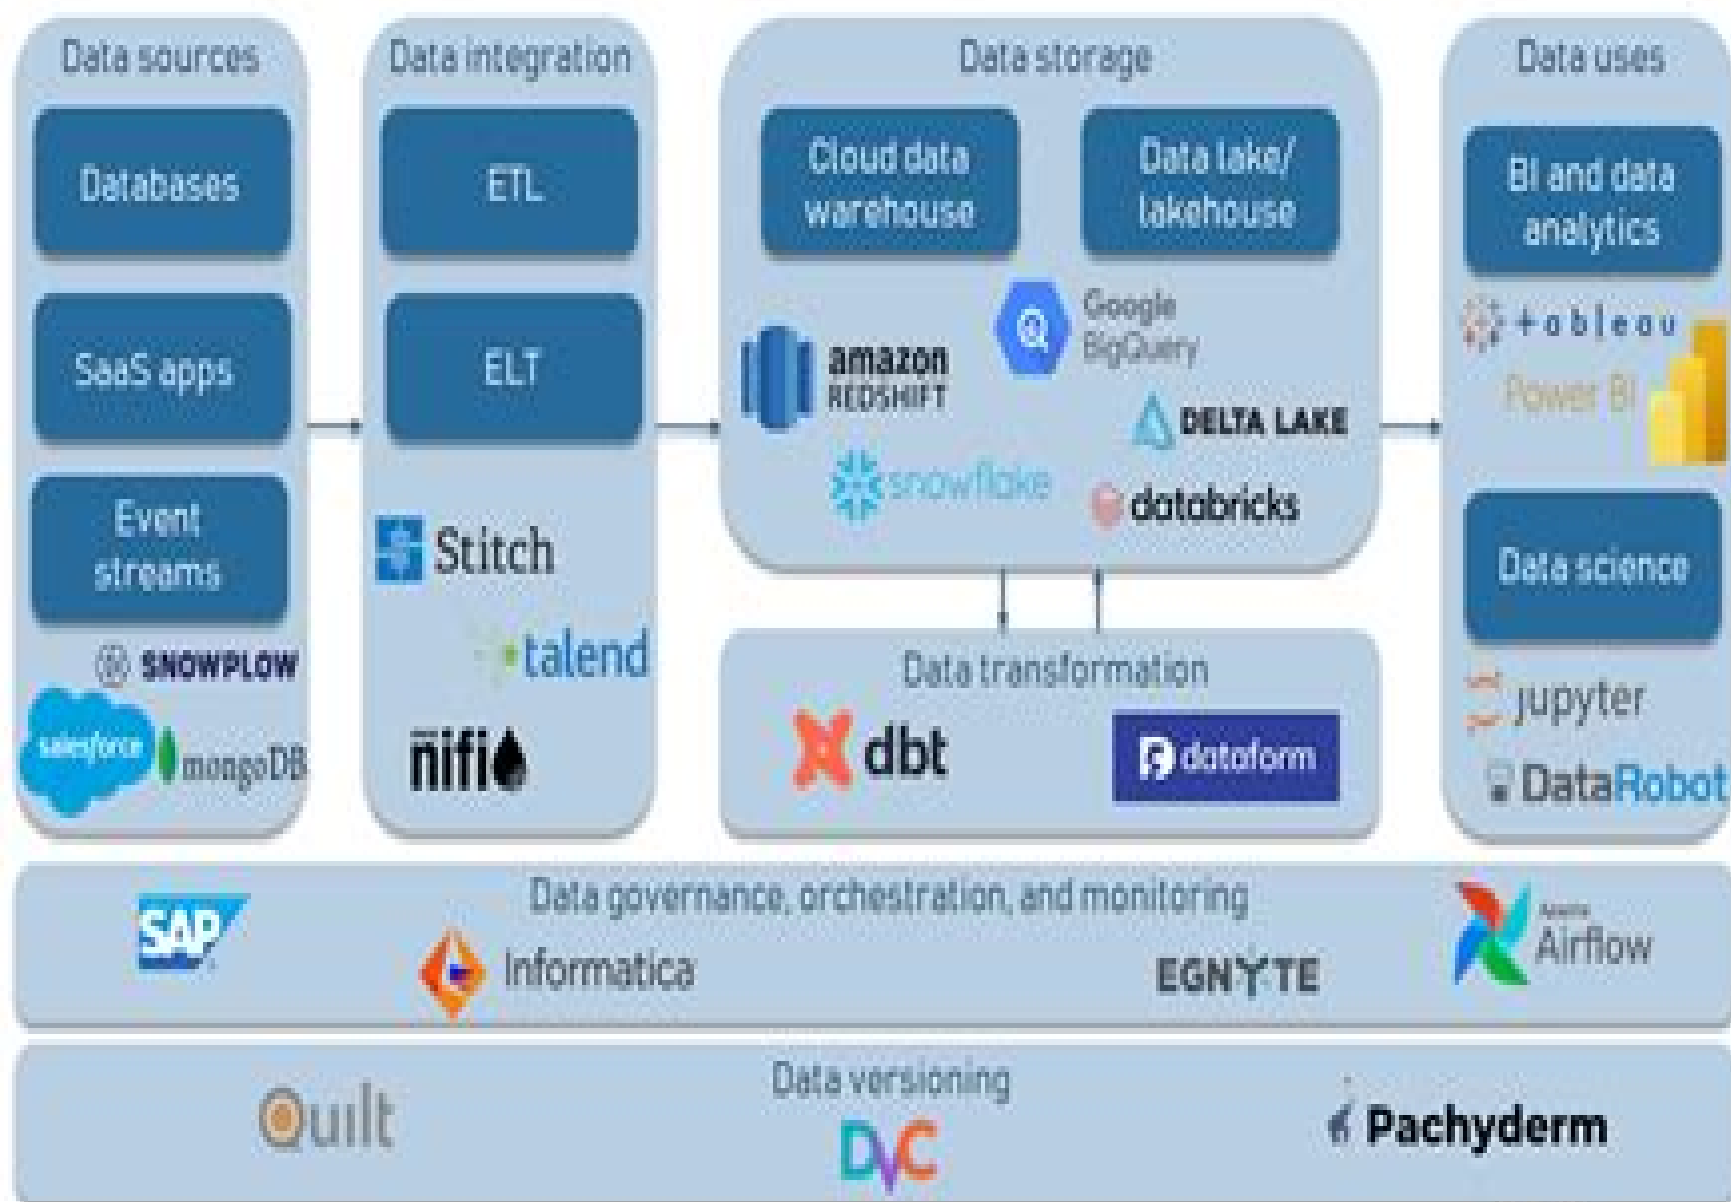 Data sources
Databases
SaaS apps
Event
streams
SNOWPLOW
salesforce
mongoDB
Data integration
ETL
ELT
Stitch
talend
nifi
Data storage
Cloud data
warehouse
Data lake/
lakehouse
amazon
REDSHIFT
Google
BigQuery
DELTA LAKE
snowflake
databricks
Data transformation
dbt
dataform
Data uses
BI and data
analytics
+ableau
Power BI
Data science
jupyter
DataRobot
Data governance, orchestration, and monitoring
SAP
Informatica
EGNYTE
Apache
Airflow
Data versioning
Quilt
DVC
Pachyderm